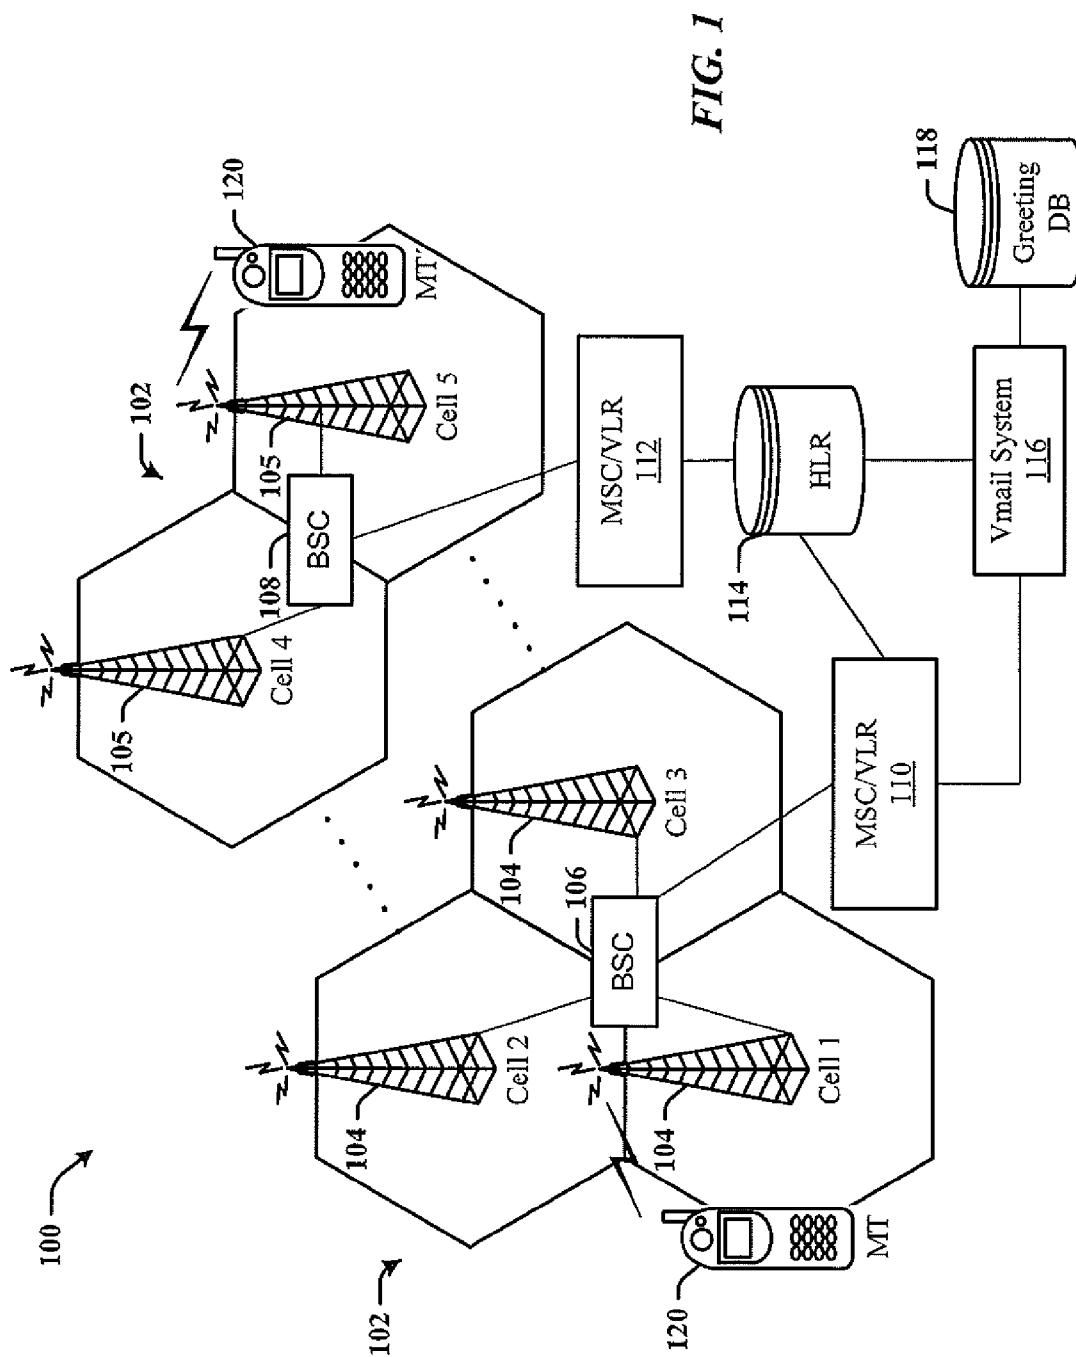 FIG. 1
100
102
105
Cell 4
108
BSC
102
105
Cell 5
120
MT'
102
104
Cell 2
104
Cell 3
106
BSC
104
Cell 1
120
MT
MSC/VLR
112
MSC/VLR
110
114
HLR
Vmail System
116
118
Greeting
DB